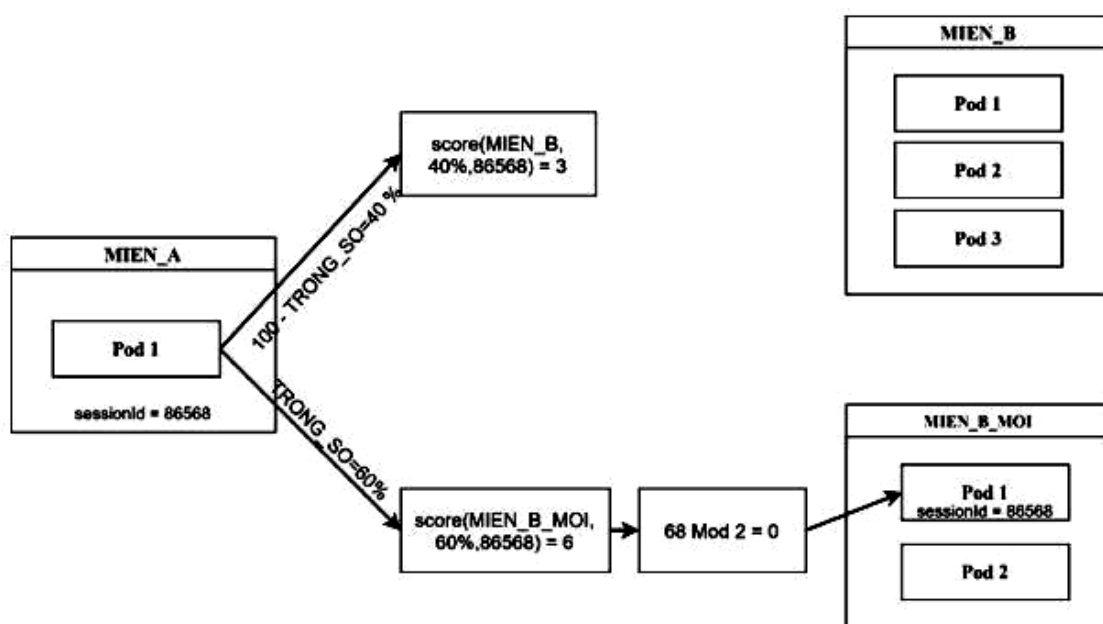 MIEN_B
Pod 1
Pod 2
Pod 3
score(MIEN_B,
40%,86568) = 3
100 - TRONG_SO=40 %
MIEN_A
Pod 1
sessionId = 86568
TRONG_SO=60%
score(MIEN_B_MOI,
60%,86568) = 6
68 Mod 2 = 0
MIEN_B_MOI
Pod 1
sessionId = 86568
Pod 2